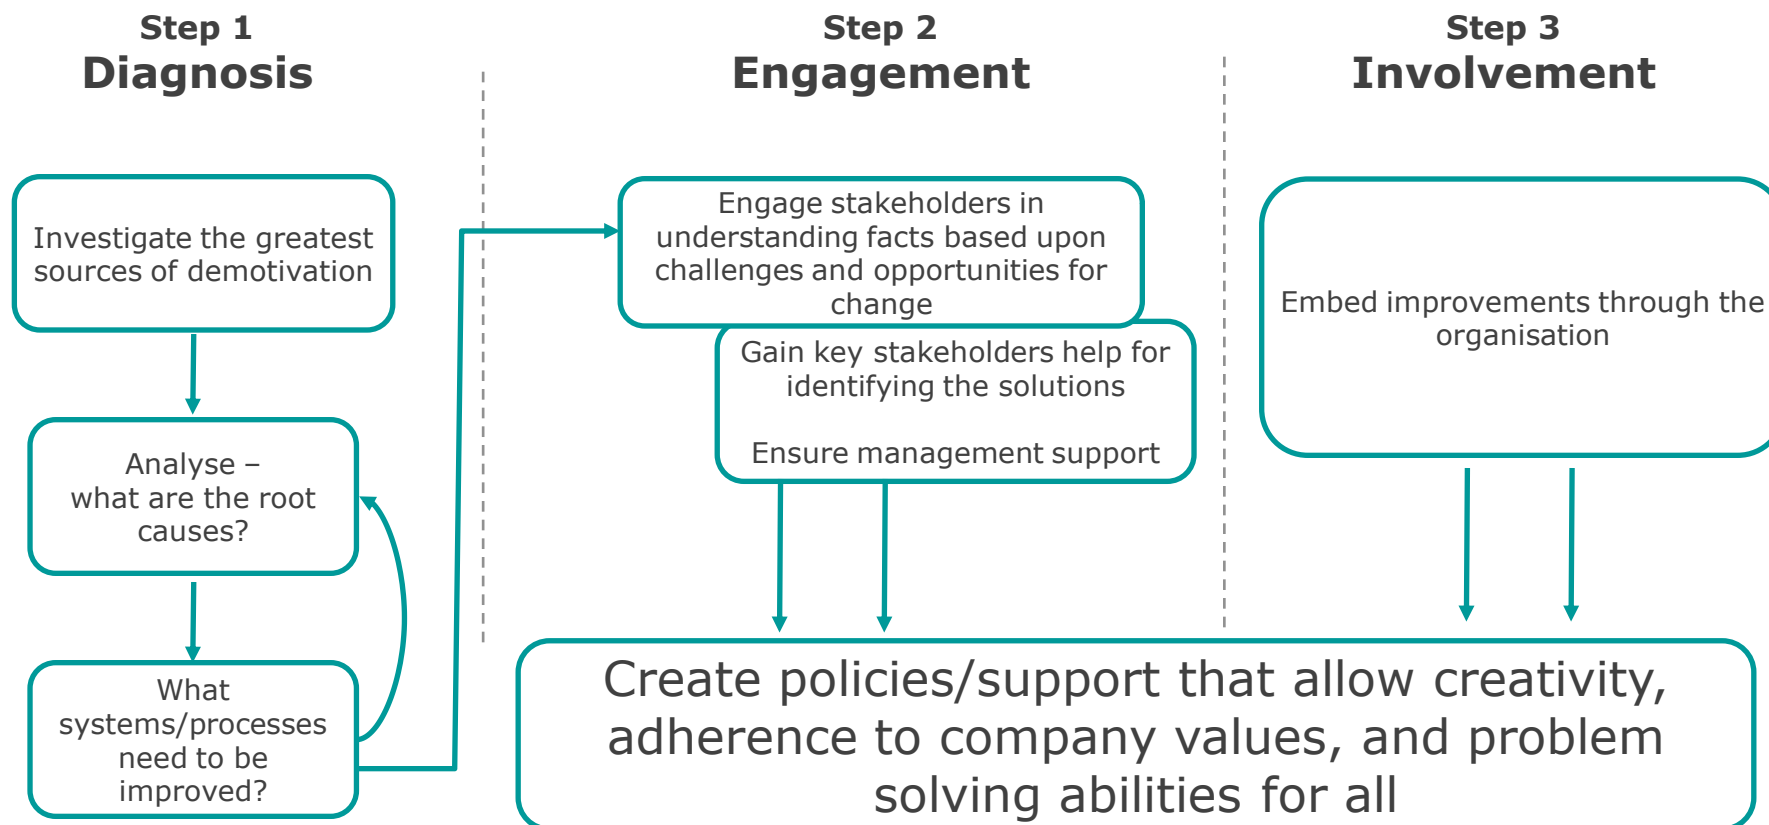 Step 1
Diagnosis
Investigate the greatest
sources of demotivation
Analyse –
what are the root
causes?
What
systems/processes
need to be
improved?
Step 2
Engagement
Engage stakeholders in
understanding facts based upon
challenges and opportunities for
change
Gain key stakeholders help for
identifying the solutions
Ensure management support
Step 3
Involvement
Embed improvements through the
organisation
Create policies/support that allow creativity,
adherence to company values, and problem
solving abilities for all